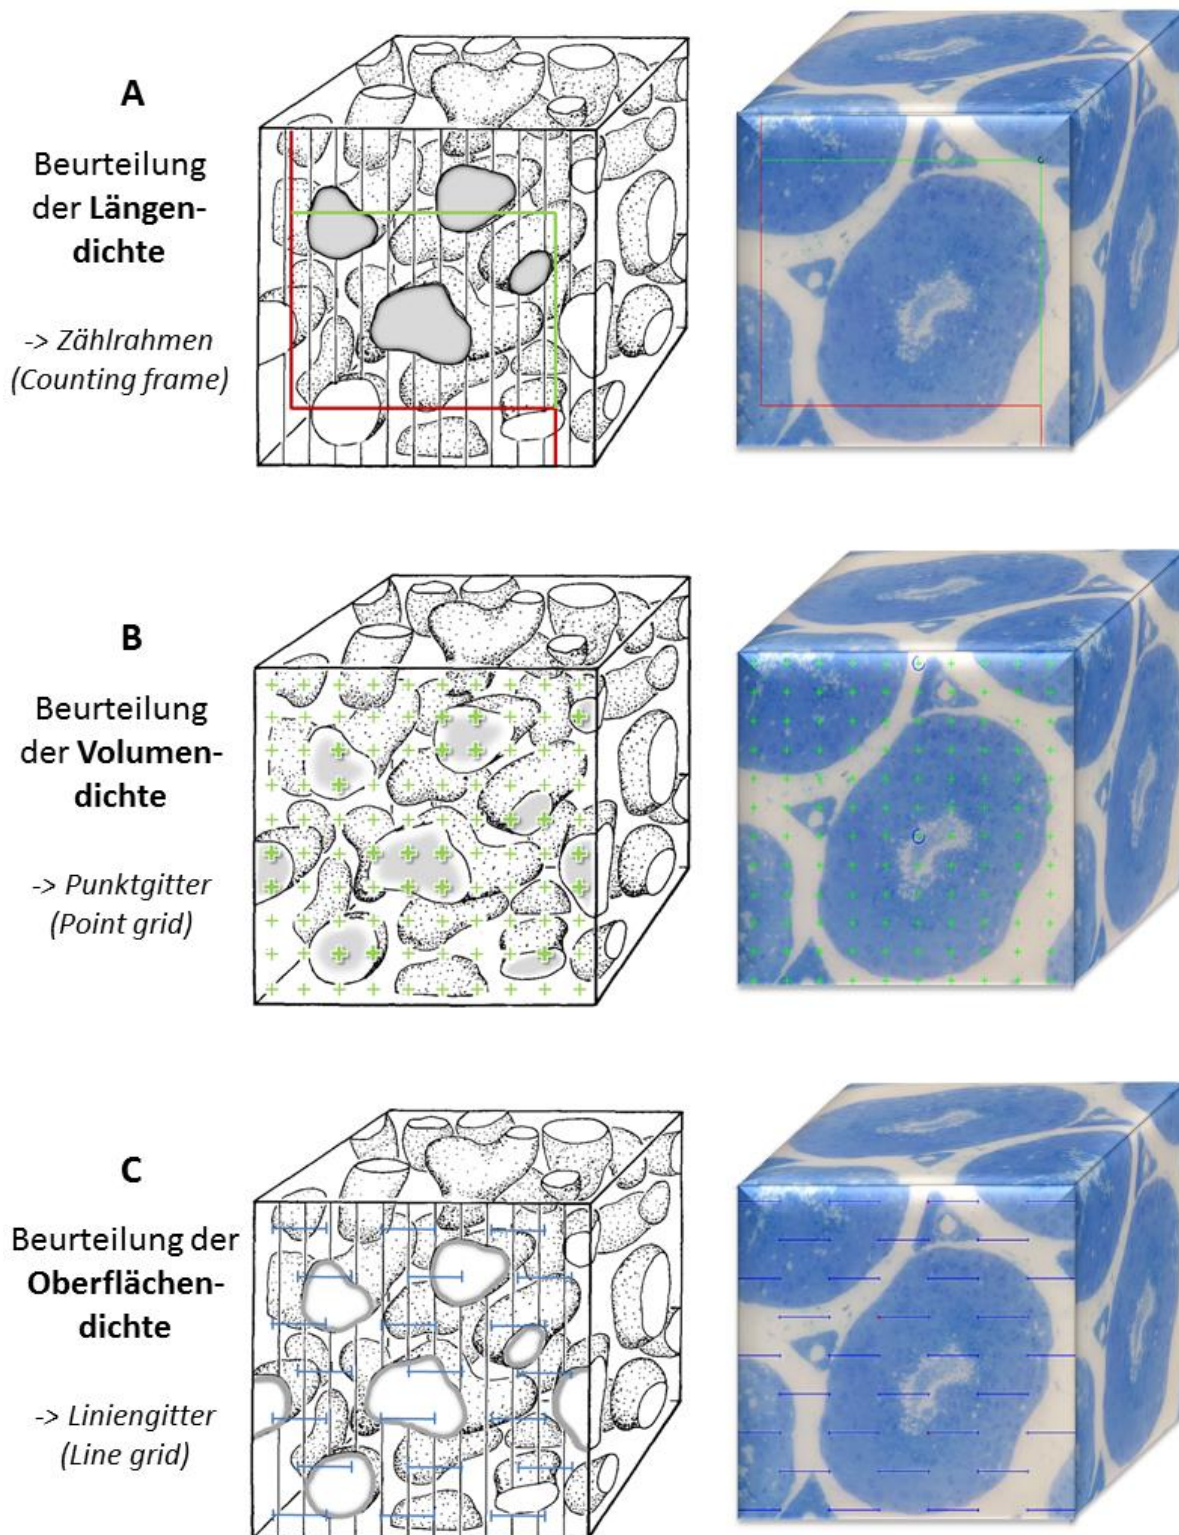 A
Beurteilung
der Längen-
dichte
-> Zählrahmen
(Counting frame)
B
Beurteilung
der Volumen-
dichte
-> Punktgitter
(Point grid)
C
Beurteilung der
Oberflächen-
dichte
-> Liniengitter
(Line grid)